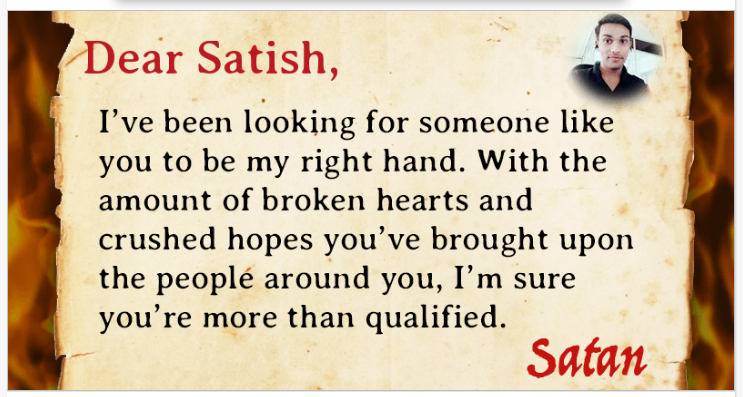 Dear Satish,
I’ve been looking for someone like
you to be my right hand. With the
amount of broken hearts and
crushed hopes you’ve brought upon
the people around you, I’m sure
you’re more than qualified.
Satan